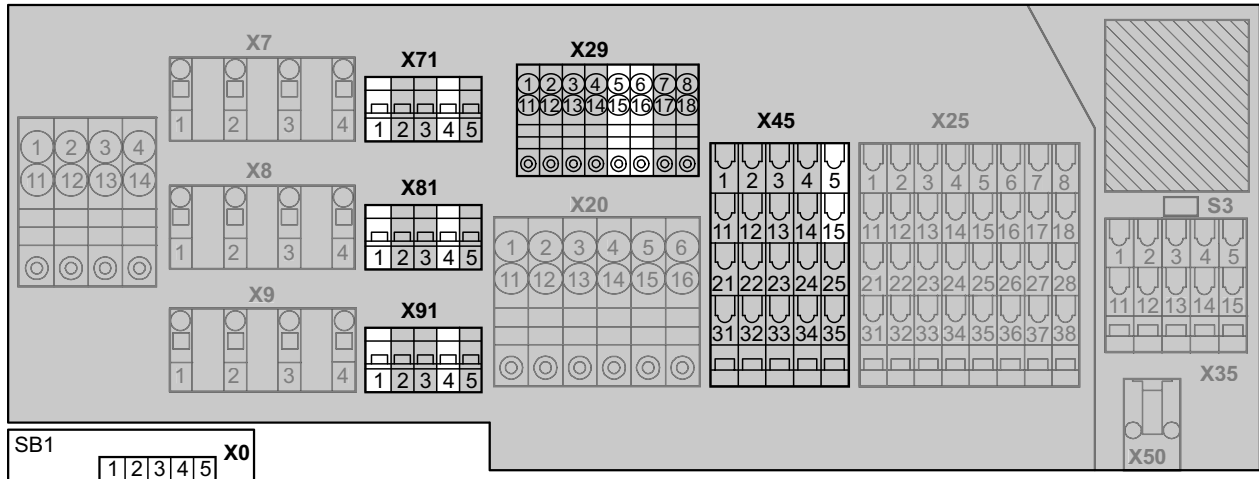 X7
X71
X29
1 2 3 4
1 2 3 4 5
1 2 3 4 5 6 7 8
11 12 13 14 15 16 17 18
1 2 3 4
11 12 13 14
X8
X81
1 2 3 4
1 2 3 4 5
X20
1 2 3 4 5 6
11 12 13 14 15 16
X9
X91
1 2 3 4
1 2 3 4 5
X45
1 2 3 4 5
11 12 13 14 15
21 22 23 24 25
31 32 33 34 35
X25
1 2 3 4 5 6 7 8
11 12 13 14 15 16 17 18
21 22 23 24 25 26 27 28
31 32 33 34 35 36 37 38
S3
1 2 3 4 5
11 12 13 14 15
X35
X50
SB1
X0
1 2 3 4 5